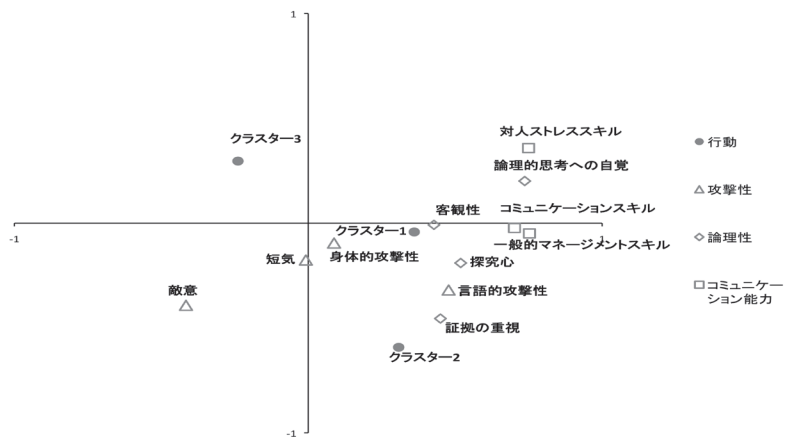 1
クラスター3
対人ストレススキル
行動
論理的思考への自覚
攻撃性
客観性
コミュニケーションスキル
クラスター1
-1
1
一般的マネージメントスキル
論理性
身体的攻撃性
短気
探究心
敵意
言語的攻撃性
コミュニケー
ション能力
証拠の重視
クラスター2
-1